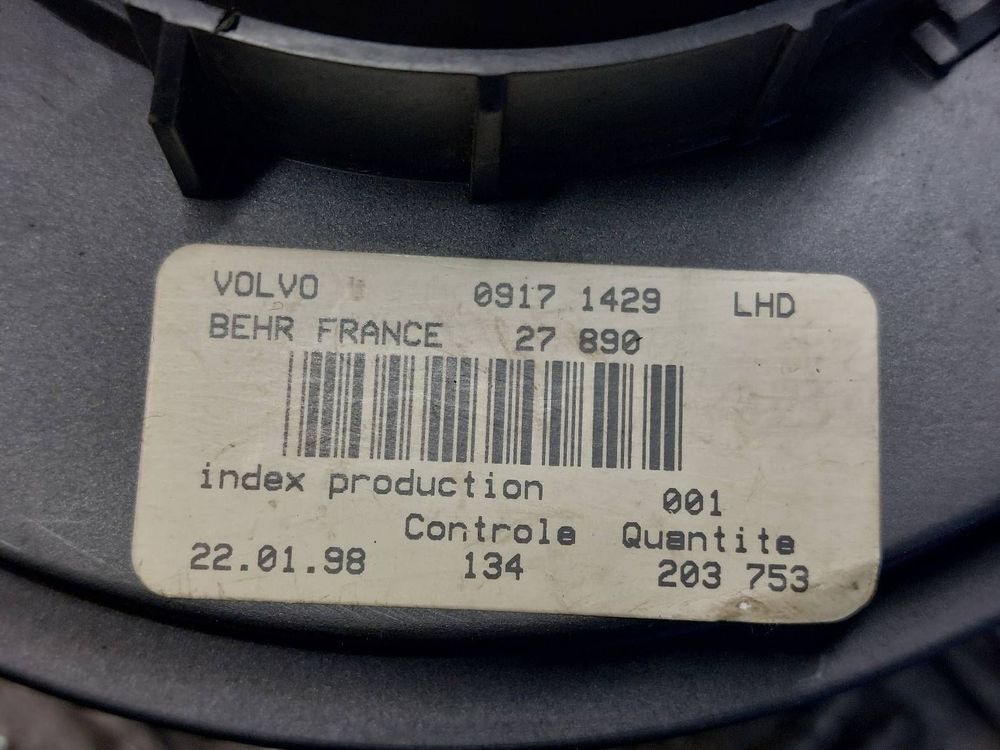 VOLVO 0917 1429 LHD
BEHR FRANCE 27 890
index production 001
Controle Quantite
22.01.98 134 203 753